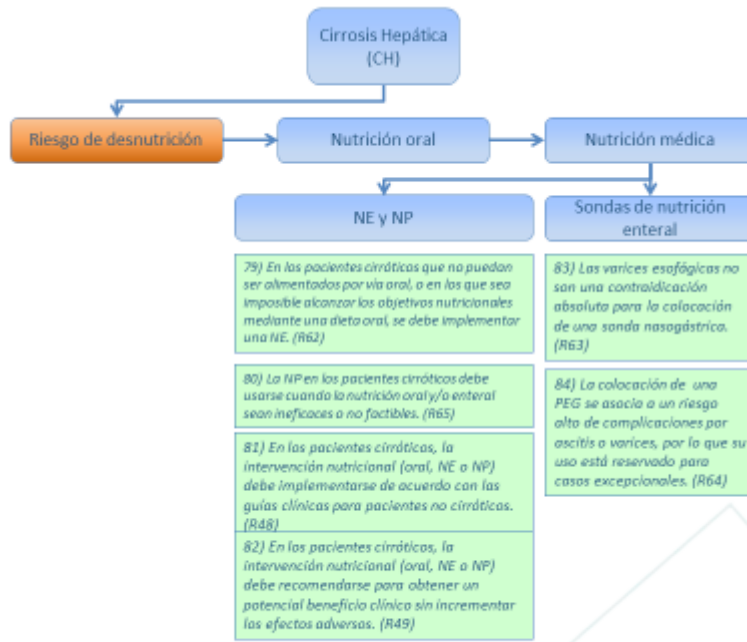 Cirrosis Hepática
(CH)
Riesgo de desnutrición
Nutrición oral
Nutrición médica
NE y NP
79) En los pacientes cirróticos que no puedan
ser alimentados por vía oral, o en los que sea
imposible alcanzar los objetivos nutricionales
mediante una dieta oral, se debe implementar
una NE. (R62)
80) La NP en los pacientes cirróticos debe
usarse cuando la nutrición oral y/o enteral
sean ineficaces o no factibles. (R65)
81) En los pacientes cirróticos, la
intervención nutricional (oral, NE o NP)
debe implementarse de acuerdo con las
guías clínicas para pacientes no cirróticos.
(R48)
82) En los pacientes cirróticos, la
intervención nutricional (oral, NE o NP)
debe recomendarse para obtener un
potencial beneficio clínico sin incrementar
los efectos adversos. (R49)
Sondas de nutrición
enteral
83) Las varices esofágicas no
son una contraidicación
absoluta para la colocación
de una sonda nasogástrica.
(R63)
84) La colocación de una
PEG se asocia a un riesgo
alto de complicaciones por
ascitis o varices, por lo que su
uso está reservado para
casos excepcionales. (R64)